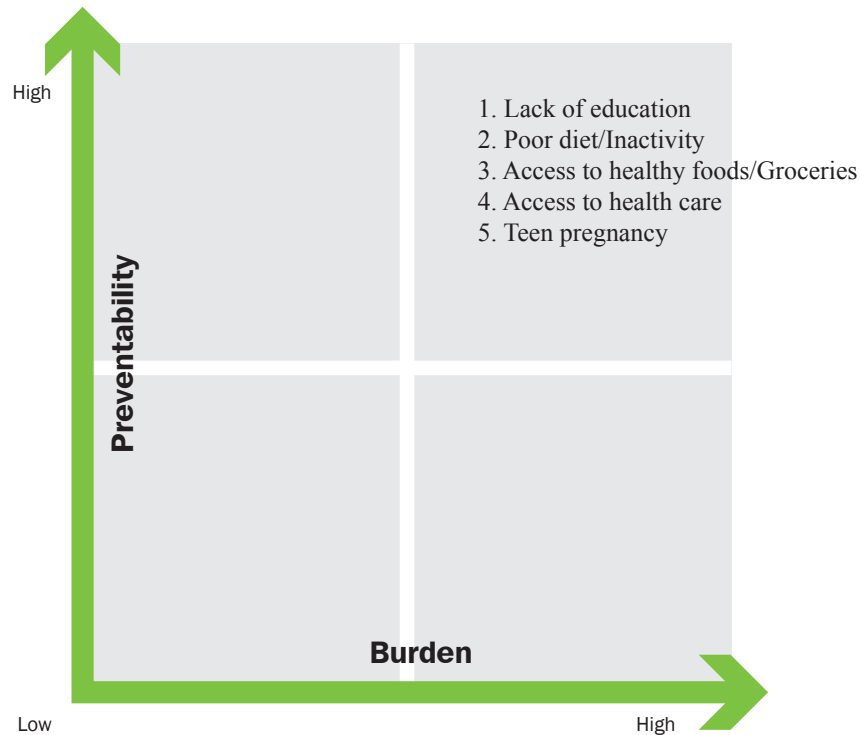 High
1. Lack of education
2. Poor diet/Inactivity
3. Access to healthy foods/Groceries
4. Access to health care
5. Teen pregnancy
Preventability
Burden
Low
High